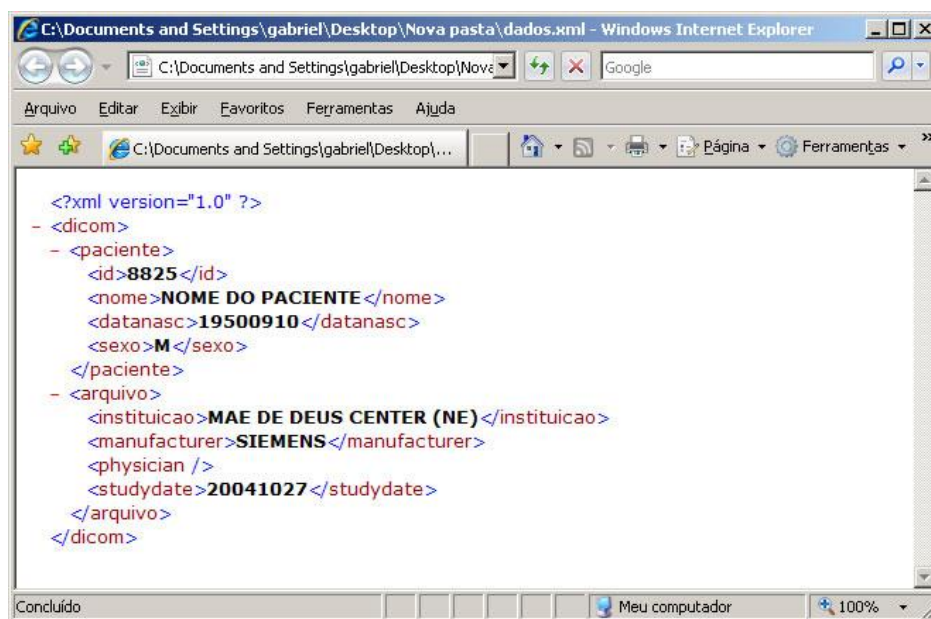 C:\Documents and Settings\gabriel\Desktop\Nova pasta\dados.xml - Windows Internet Explorer
C:\Documents and Settings\gabriel\Desktop\Nova Google
Arquivo Editar Exibir Favoritos Ferramentas Ajuda
C:\Documents and Settings\gabriel\Desktop\... Página Ferramentas »
<?xml version="1.0" ?>
- <dicom>
- <paciente>
<id>8825</id>
<nome>NOME DO PACIENTE</nome>
<datanasc>19500910</datanasc>
<sexo>M</sexo>
</paciente>
- <arquivo>
<instituicao>MAE DE DEUS CENTER (NE)</instituicao>
<manufacturer>SIEMENS</manufacturer>
<physician />
<studydate>20041027</studydate>
</arquivo>
</dicom>
Concluído Meu computador 100%